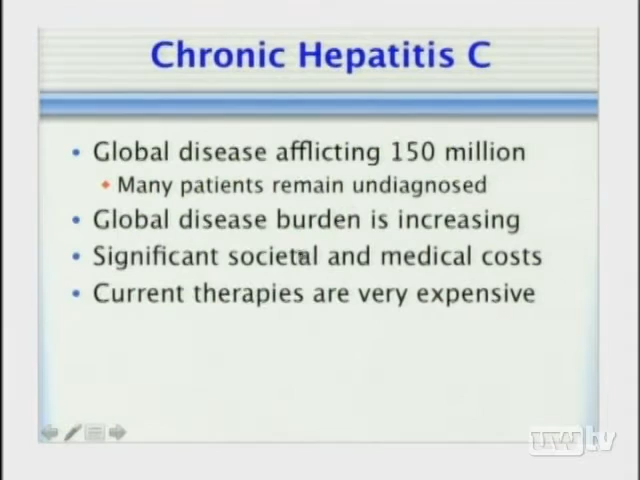 Chronic Hepatitis C
• Global disease afflicting 150 million
• Many patients remain undiagnosed
• Global disease burden is increasing
• Significant societal and medical costs
• Current therapies are very expensive
uwtv